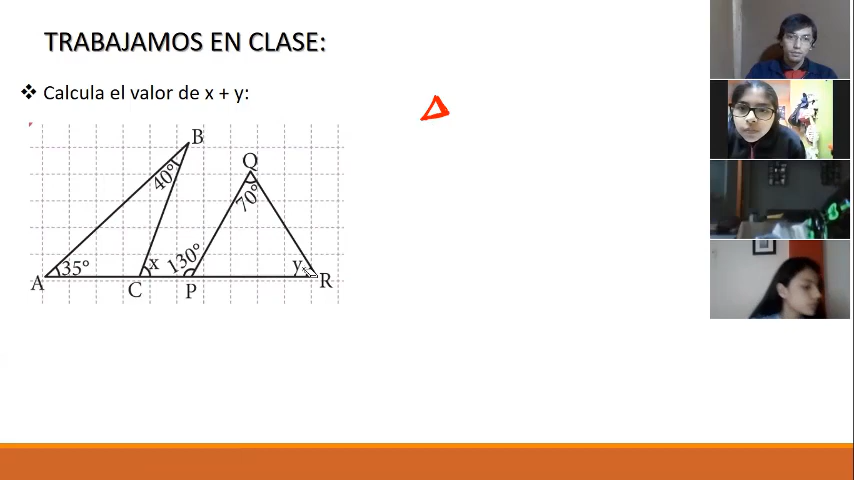 TRABAJAMOS EN CLASE:
❖ Calcula el valor de x + y:
B
Q
40°
70°
130°
A
35°
C
x
P
y
R